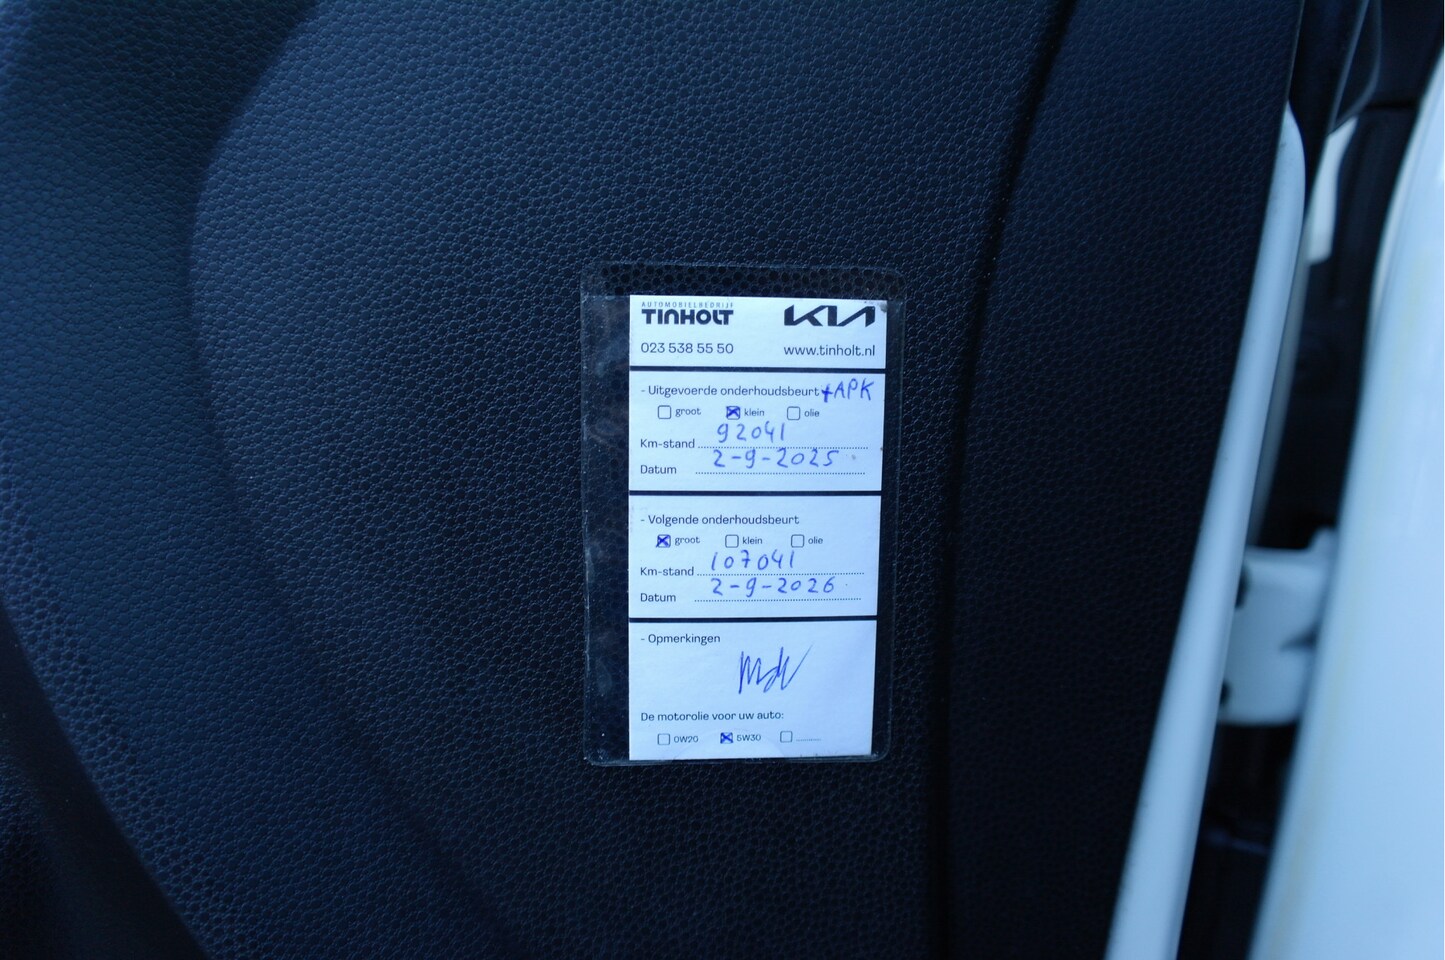 AUTOMOBIELBEDRIJF
TINHOLT KIA
023 538 55 50 www.tinholt.nl
- Uitgevoerde onderhoudsbeurt +APK
groot klein olie
Km-stand 92041
Datum 2-9-2025
- Volgende onderhoudsbeurt
groot klein olie
Km-stand 107041
Datum 2-9-2026
- Opmerkingen
De motorolie voor uw auto:
0W20 5W30